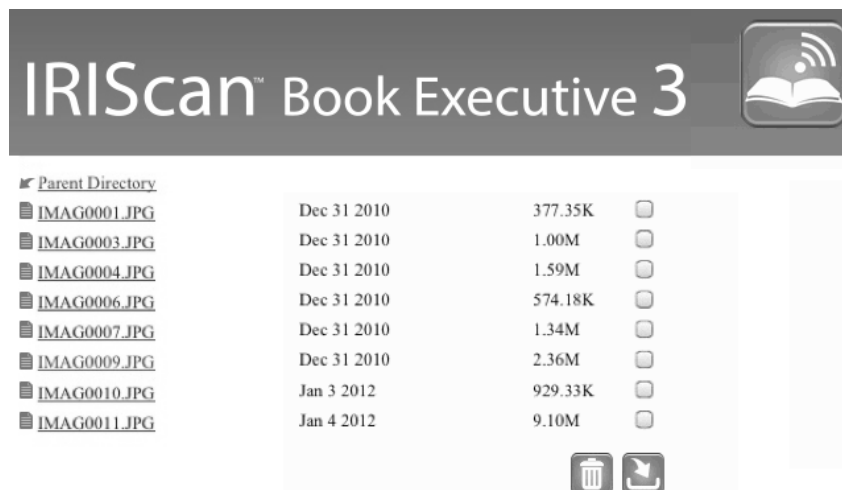 IRIScan™ Book Executive 3
Parent Directory
IMAG0001.JPG Dec 31 2010 377.35K
IMAG0003.JPG Dec 31 2010 1.00M
IMAG0004.JPG Dec 31 2010 1.59M
IMAG0006.JPG Dec 31 2010 574.18K
IMAG0007.JPG Dec 31 2010 1.34M
IMAG0009.JPG Dec 31 2010 2.36M
IMAG0010.JPG Jan 3 2012 929.33K
IMAG0011.JPG Jan 4 2012 9.10M